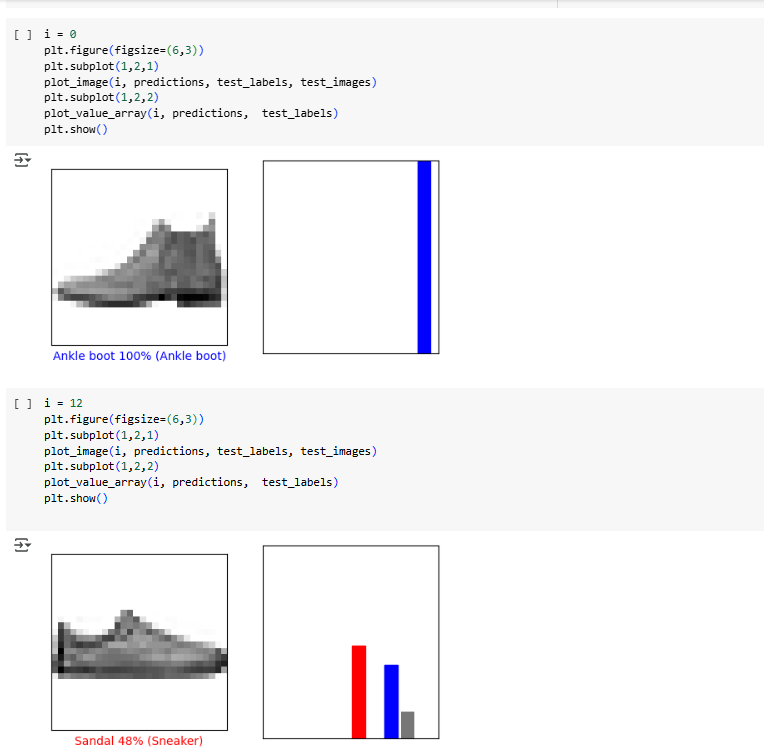 [ ] i = 0
plt.figure(figsize=(6,3))
plt.subplot(1,2,1)
plot_image(i, predictions, test_labels, test_images)
plt.subplot(1,2,2)
plot_value_array(i, predictions,  test_labels)
plt.show()
Ankle boot 100% (Ankle boot)
[ ] i = 12
plt.figure(figsize=(6,3))
plt.subplot(1,2,1)
plot_image(i, predictions, test_labels, test_images)
plt.subplot(1,2,2)
plot_value_array(i, predictions,  test_labels)
plt.show()
Sandal 48% (Sneaker)